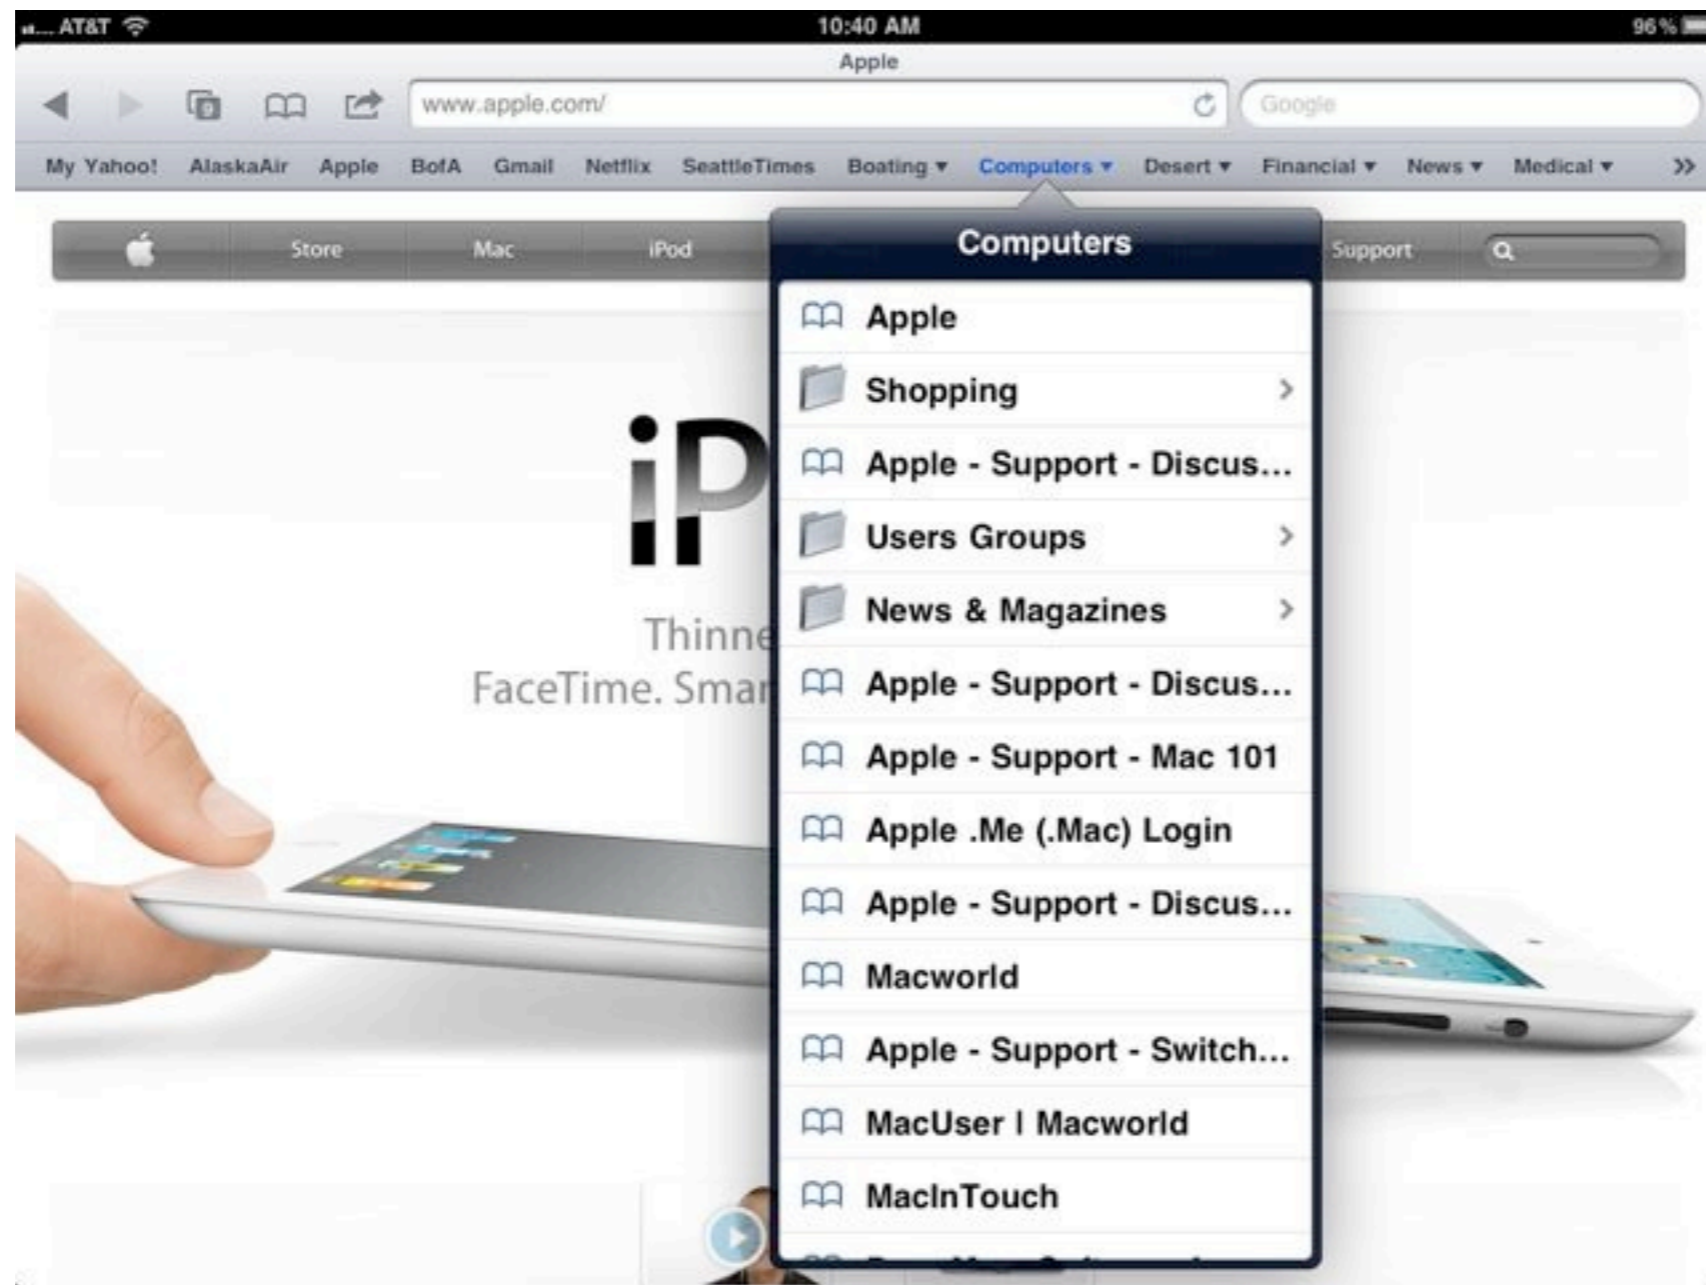 AT&T 10:40 AM 96%
Apple
www.apple.com/ Google
My Yahoo! AlaskaAir Apple BofA Gmail Netflix SeattleTimes Boating ▾ Computers ▾ Desert ▾ Financial ▾ News ▾ Medical ▾ >>
Store Mac iPod Support
Computers
Apple
Shopping
Apple - Support - Discus...
Users Groups
News & Magazines
Apple - Support - Discus...
Apple - Support - Mac 101
Apple .Me (.Mac) Login
Apple - Support - Discus...
Macworld
Apple - Support - Switch...
MacUser | Macworld
MacInTouch
iP
Thinne
FaceTime. Smar